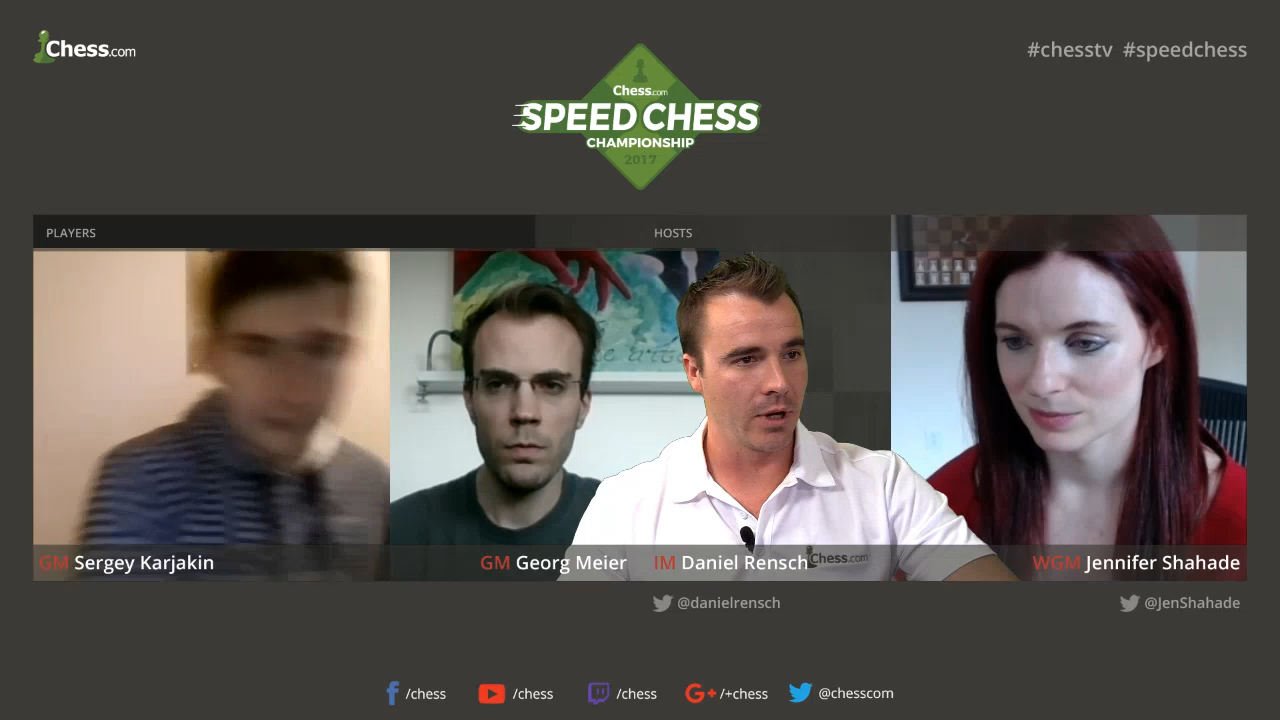 Chess.com
#chesstv #speedchess
Chess.com
SPEED CHESS
CHAMPIONSHIP
2017
PLAYERS
HOSTS
GM Sergey Karjakin
GM Georg Meier
IM Daniel Rensch
Chess.com
WGM Jennifer Shahade
@danielrensch
@JenShahade
/chess
/chess
/chess
G+ /+chess
@chesscom